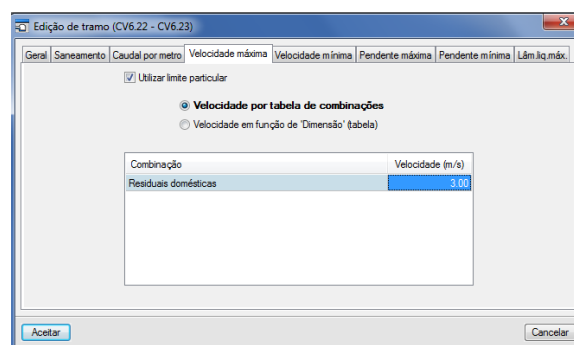 Edição de tramo (CV6.22 - CV6.23)
Geral Saneamento Caudal por metro Velocidade máxima Velocidade mínima Pendente máxima Pendente mínima Lâm.liq.máx.
Utilizar limite particular
Velocidade por tabela de combinações
Velocidade em função de 'Dimensão' (tabela)
Combinação Velocidade (m/s)
Residuais domésticas 3.00
Aceitar Cancelar